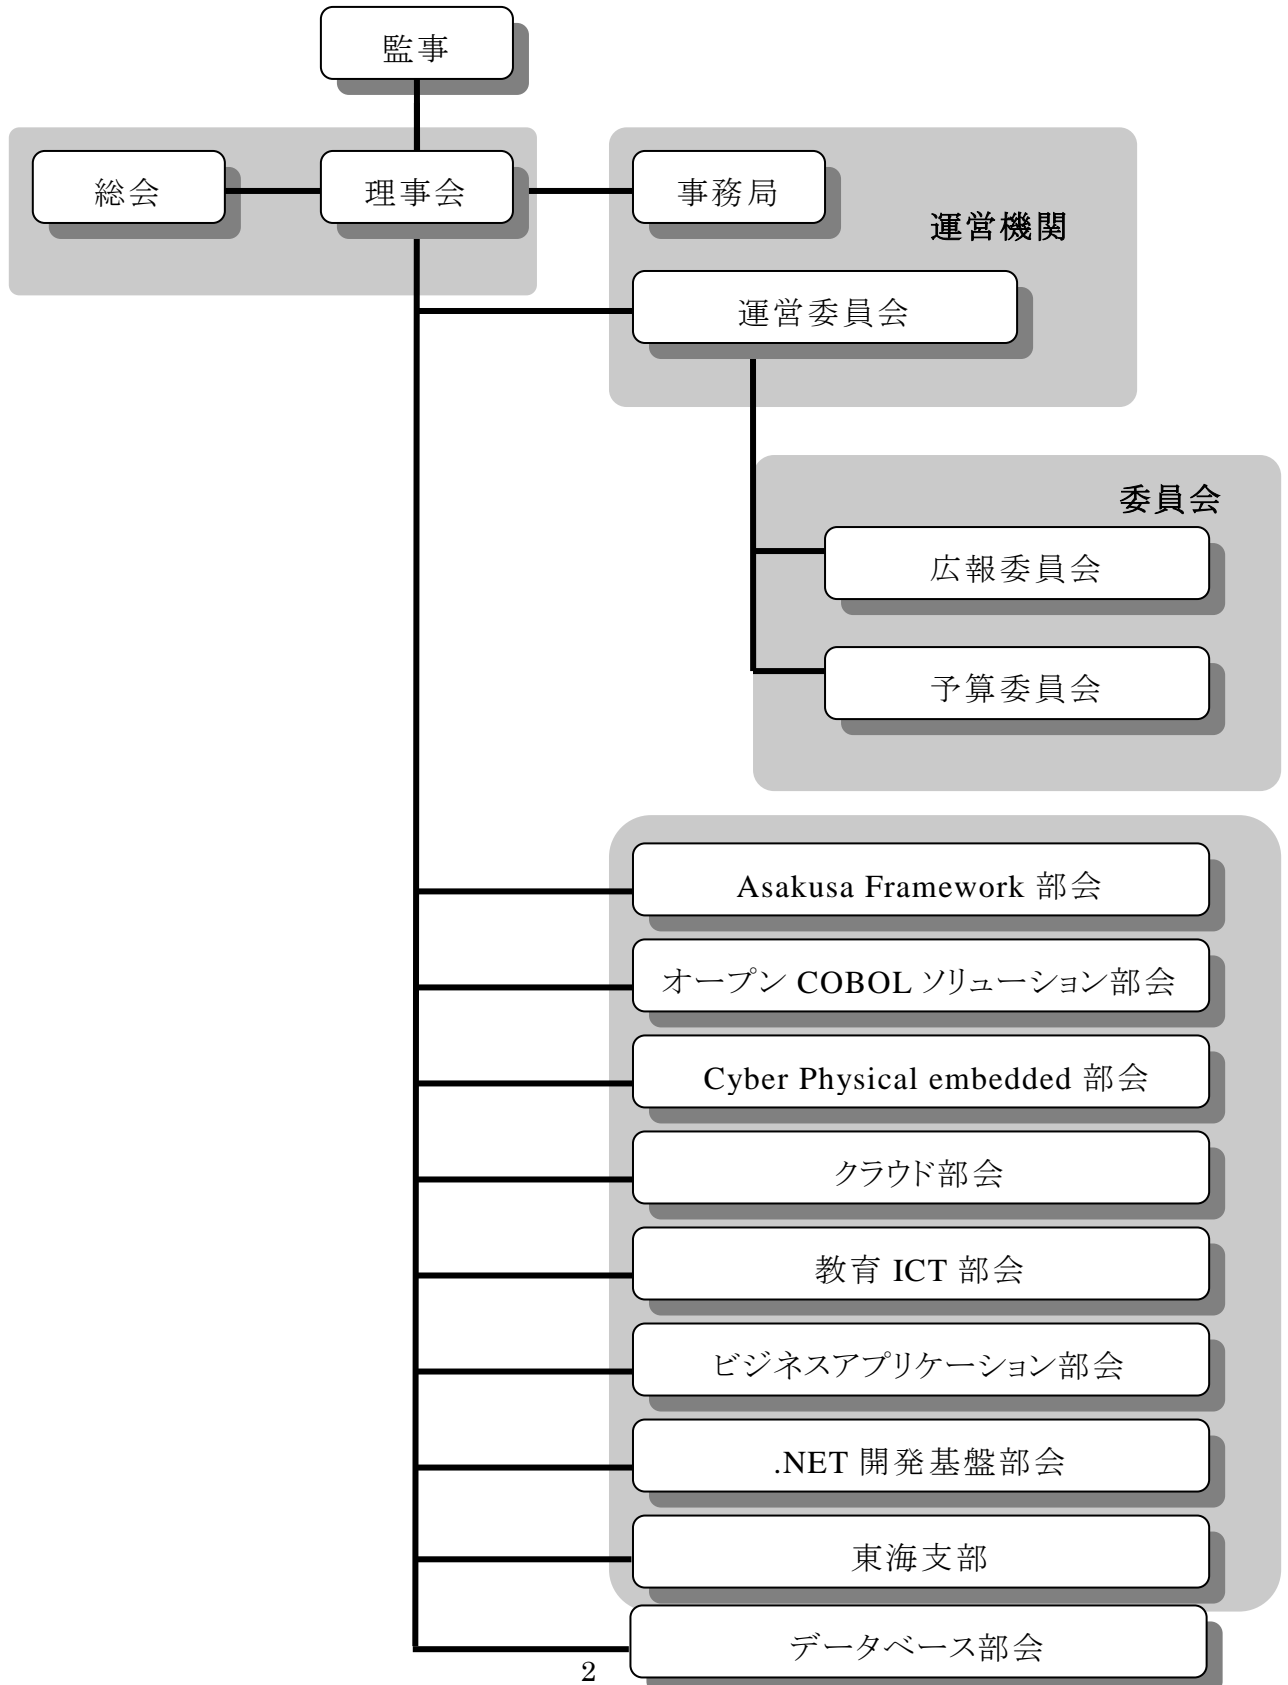 監事
総会
理事会
事務局
運営機関
運営委員会
委員会
広報委員会
予算委員会
Asakusa Framework 部会
オープン COBOL ソリューション部会
Cyber Physical embedded 部会
クラウド部会
教育 ICT 部会
ビジネスアプリケーション部会
.NET 開発基盤部会
東海支部
データベース部会
2